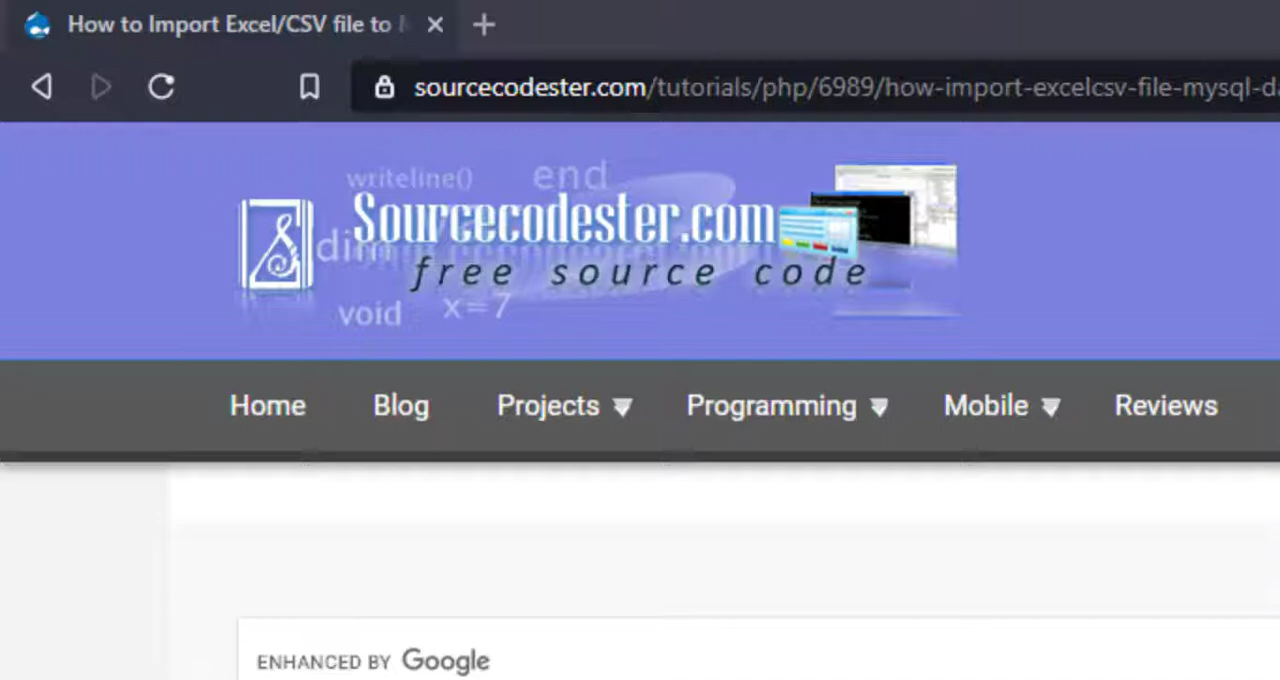 How to Import Excel/CSV file to
sourcecodester.com/tutorials/php/6989/how-import-excelcsv-file-mysql-da
writeline() end
Sourcecodester.com
dim
free source code
void x=7
Home Blog Projects Programming Mobile Reviews
ENHANCED BY Google